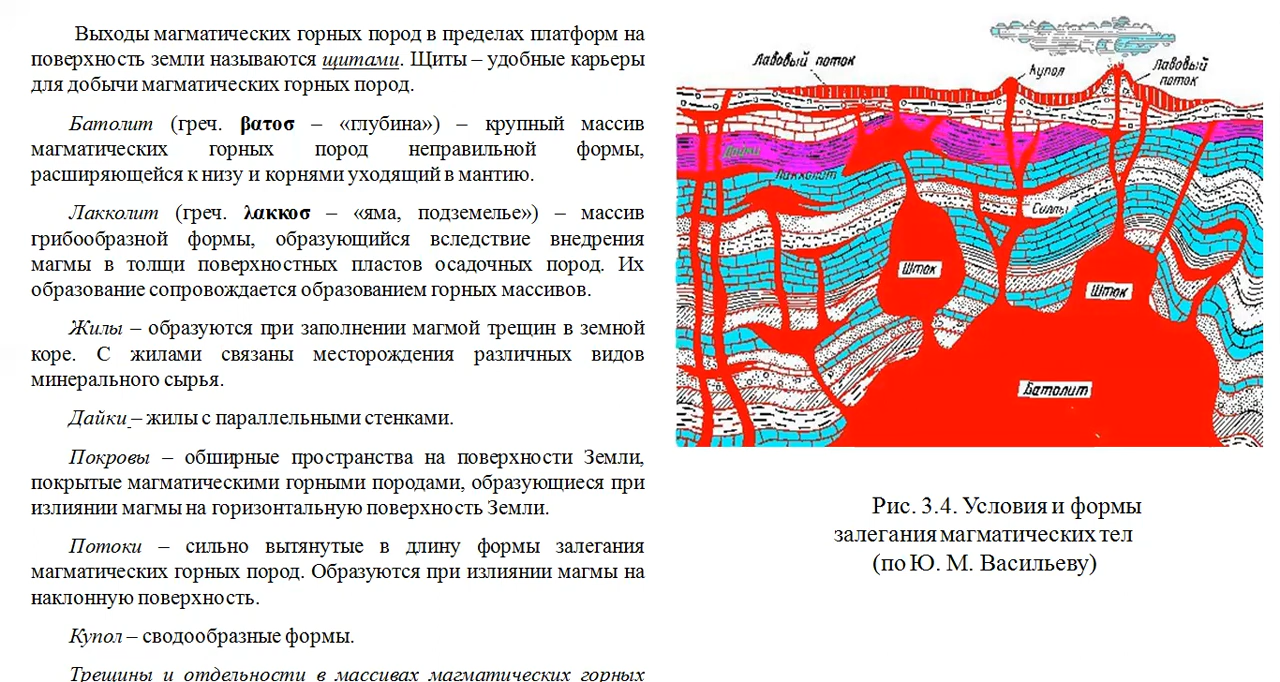 Выходы магматических горных пород в пределах платформ на
поверхность земли называются щитами. Щиты – удобные карьеры
для добычи магматических горных пород.
Батолит (греч. βατοσ – «глубина») – крупный массив
магматических горных пород неправильной формы,
расширяющейся к низу и корнями уходящий в мантию.
Лакколит (греч. λακκοσ – «яма, подземелье») – массив
грибообразной формы, образующийся вследствие внедрения
магмы в толщи поверхностных пластов осадочных пород. Их
образование сопровождается образованием горных массивов.
Жилы – образуются при заполнении магмой трещин в земной
коре. С жилами связаны месторождения различных видов
минерального сырья.
Дайки – жилы с параллельными стенками.
Покровы – обширные пространства на поверхности Земли,
покрытые магматическими горными породами, образующиеся при
излиянии магмы на горизонтальную поверхность Земли.
Потоки – сильно вытянутые в длину формы залегания
магматических горных пород. Образуются при излиянии магмы на
наклонную поверхность.
Купол – сводообразные формы.
Трещины и отдельности в массивах магматических горных
Лавовый поток
Купол
Лавовый
поток
Дайки
Лакколит
Силлы
Шток
Шток
Батолит
Рис. 3.4. Условия и формы
залегания магматических тел
(по Ю. М. Васильеву)